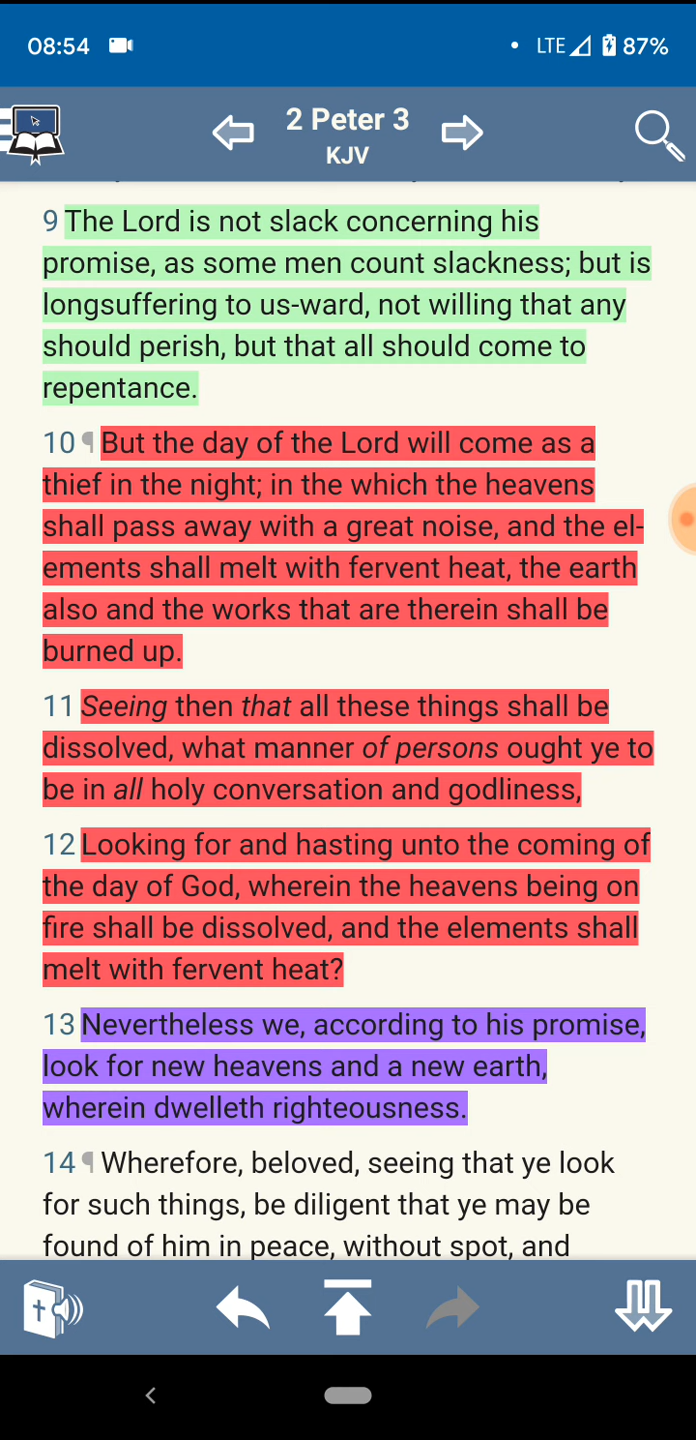 08:54
LTE 87%
2 Peter 3
KJV
9 The Lord is not slack concerning his
promise, as some men count slackness; but is
longsuffering to us-ward, not willing that any
should perish, but that all should come to
repentance.
10 ¶ But the day of the Lord will come as a
thief in the night; in the which the heavens
shall pass away with a great noise, and the el-
ements shall melt with fervent heat, the earth
also and the works that are therein shall be
burned up.
11 Seeing then that all these things shall be
dissolved, what manner of persons ought ye to
be in all holy conversation and godliness,
12 Looking for and hasting unto the coming of
the day of God, wherein the heavens being on
fire shall be dissolved, and the elements shall
melt with fervent heat?
13 Nevertheless we, according to his promise,
look for new heavens and a new earth,
wherein dwelleth righteousness.
14 ¶ Wherefore, beloved, seeing that ye look
for such things, be diligent that ye may be
found of him in peace, without spot, and